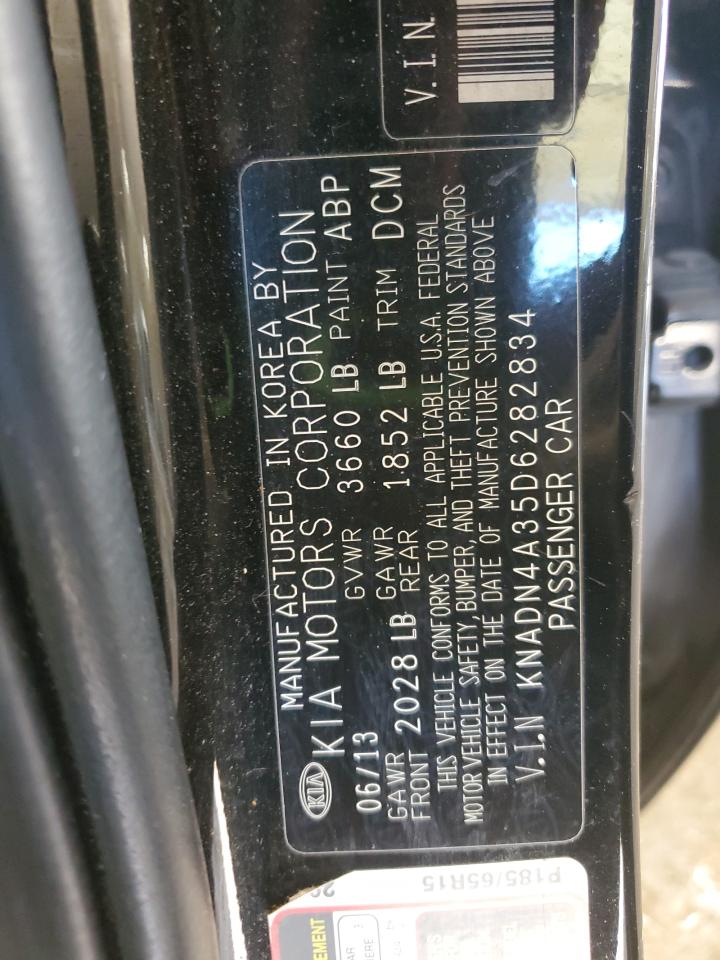 V.I.N.
KIA
MANUFACTURED IN KOREA BY
KIA MOTORS CORPORATION
06/13 GVWR 3660 LB PAINT ABP
GAWR FRONT 2028 LB GAWR REAR 1852 LB TRIM DCM
THIS VEHICLE CONFORMS TO ALL APPLICABLE U.S.A. FEDERAL
MOTOR VEHICLE SAFETY, BUMPER, AND THEFT PREVENTION STANDARDS
IN EFFECT ON THE DATE OF MANUFACTURE SHOWN ABOVE
V.I.N KNADN4A35D6282834
PASSENGER CAR
P185/65R15